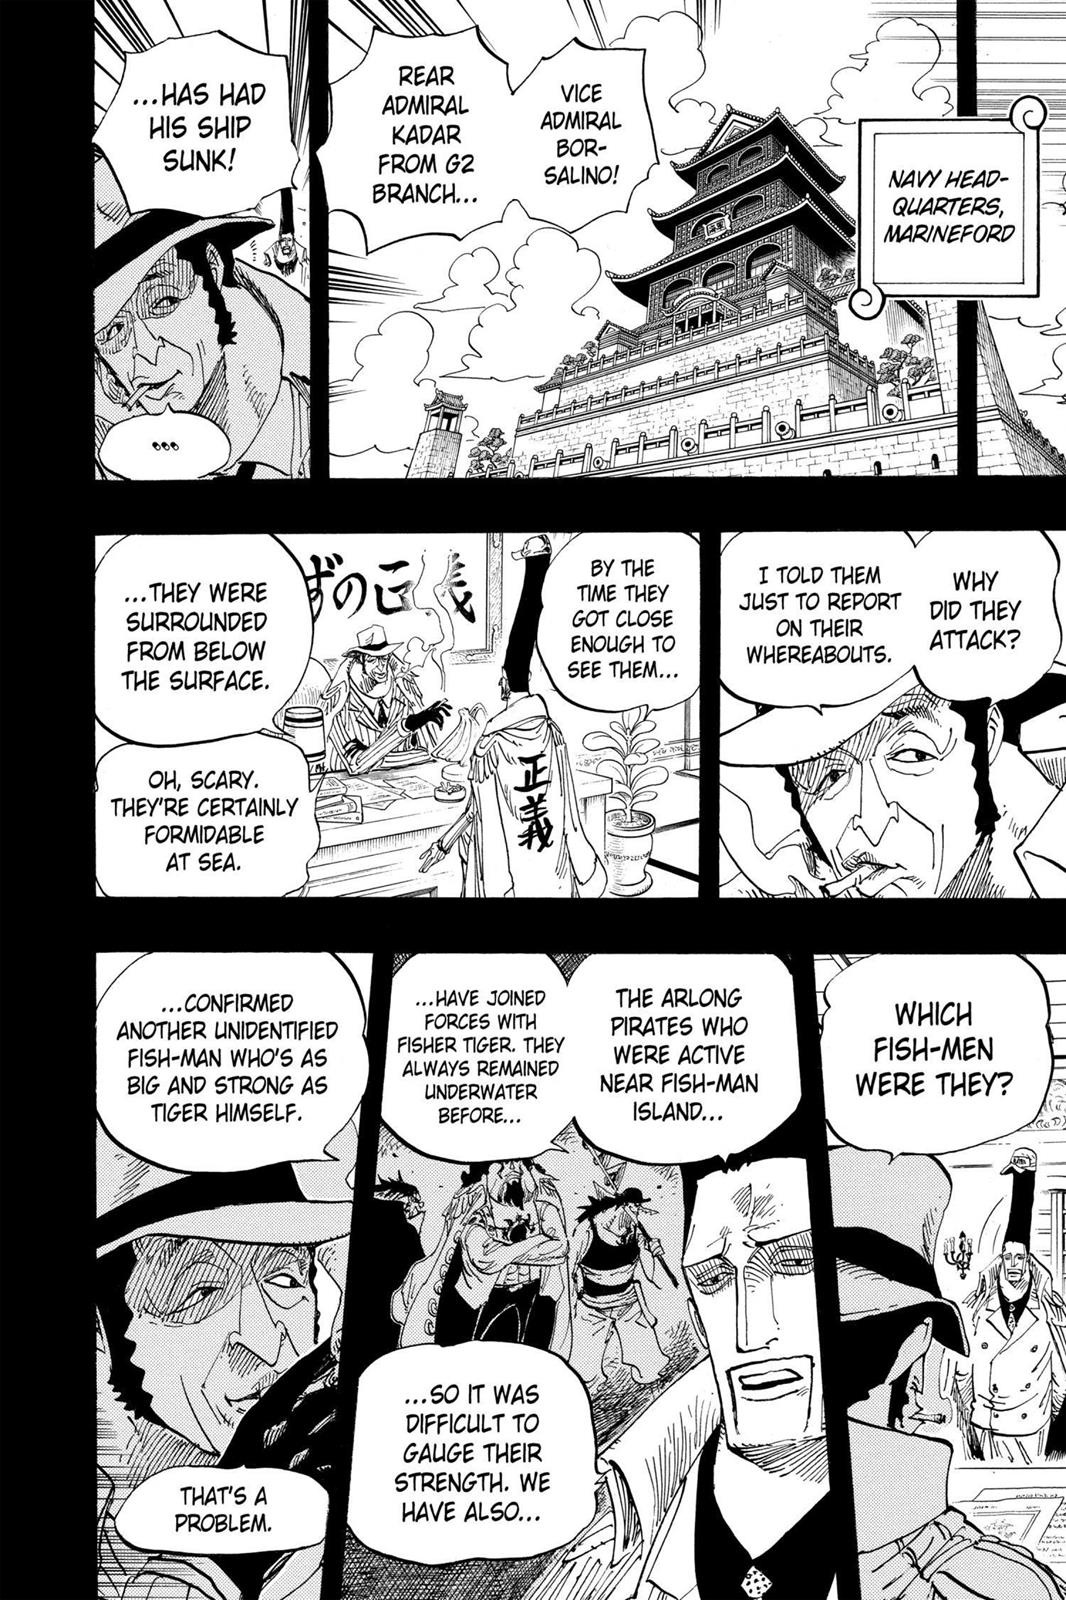 NAVY HEAD-
QUARTERS,
MARINEFORD
VICE
ADMIRAL
BOR-
SALINO!
REAR
ADMIRAL
KADAR
FROM G2
BRANCH...
...HAS HAD
HIS SHIP
SUNK!
...
WHY
DID THEY
ATTACK?
I TOLD THEM
JUST TO REPORT
ON THEIR
WHEREABOUTS.
BY THE
TIME THEY
GOT CLOSE
ENOUGH TO
SEE THEM...
ずの正義
正義
...THEY WERE
SURROUNDED
FROM BELOW
THE SURFACE.
OH, SCARY.
THEY'RE CERTAINLY
FORMIDABLE
AT SEA.
WHICH
FISH-MEN
WERE THEY?
THE ARLONG
PIRATES WHO
WERE ACTIVE
NEAR FISH-MAN
ISLAND...
...HAVE JOINED
FORCES WITH
FISHER TIGER. THEY
ALWAYS REMAINED
UNDERWATER
BEFORE...
...SO IT WAS
DIFFICULT TO
GAUGE THEIR
STRENGTH. WE
HAVE ALSO...
...CONFIRMED
ANOTHER UNIDENTIFIED
FISH-MAN WHO'S AS
BIG AND STRONG AS
TIGER HIMSELF.
THAT'S A
PROBLEM.